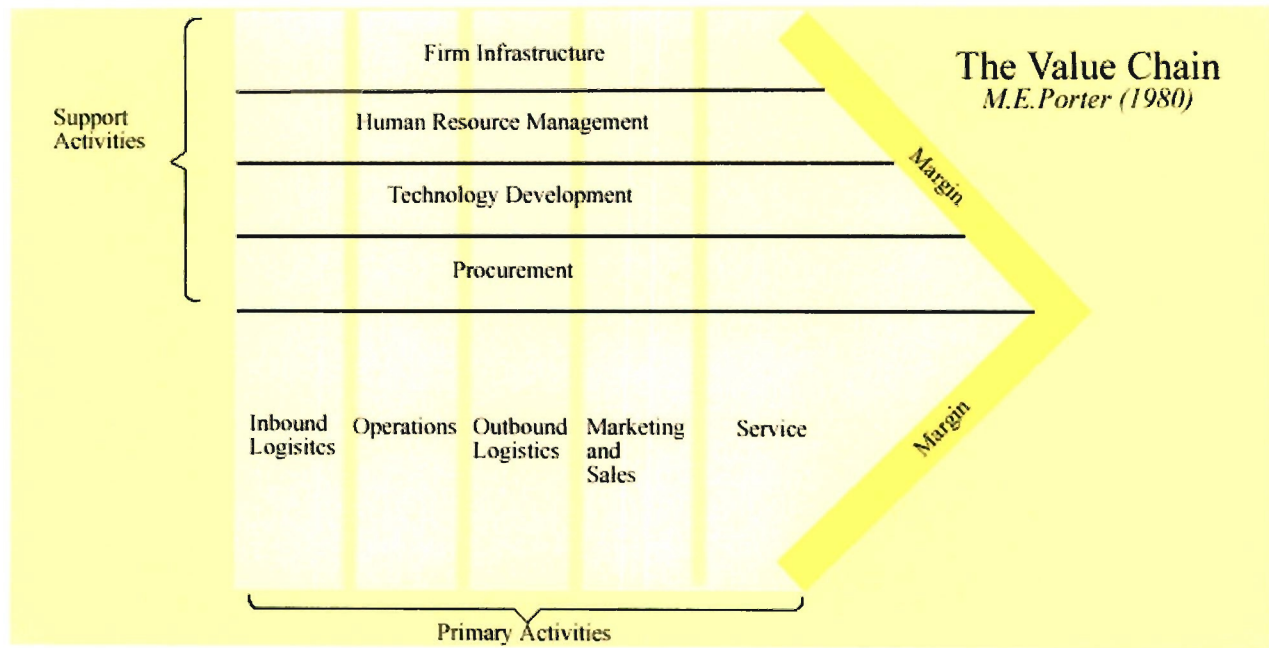 The Value Chain
M.E.Porter (1980)
Support
Activities
Firm Infrastructure
Human Resource Management
Technology Development
Procurement
Margin
Inbound
Logisitcs
Operations
Outbound
Logistics
Marketing
and
Sales
Service
Margin
Primary Activities